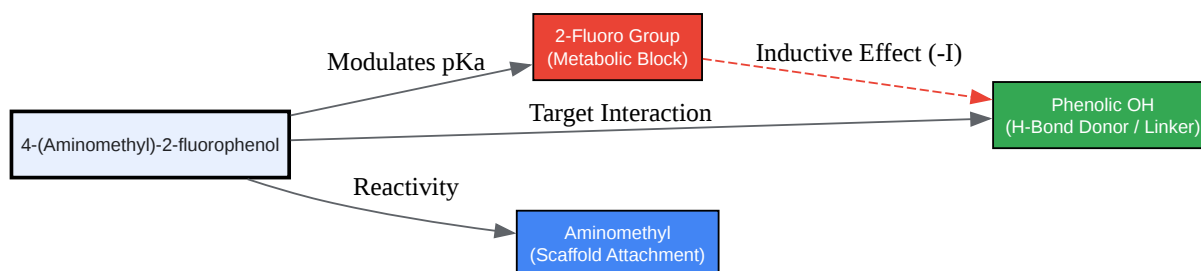 2-Fluoro Group
(Metabolic Block)
Modulates pKa
Inductive Effect (-I)
Target Interaction
Phenolic OH
(H-Bond Donor / Linker)
4-(Aminomethyl)-2-fluorophenol
Reactivity
Aminomethyl
(Scaffold Attachment)